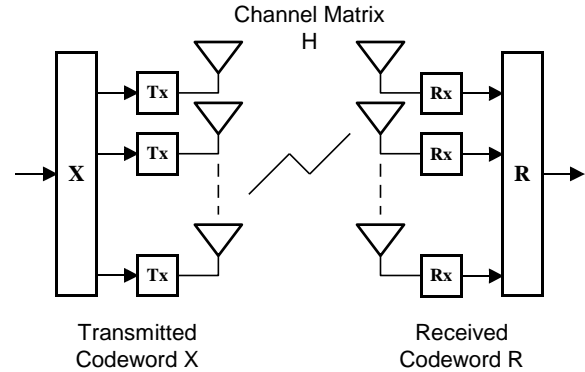 Channel Matrix
H
Tx
Rx
Tx
Rx
X
R
Tx
Rx
Transmitted
Codeword X
Received
Codeword R